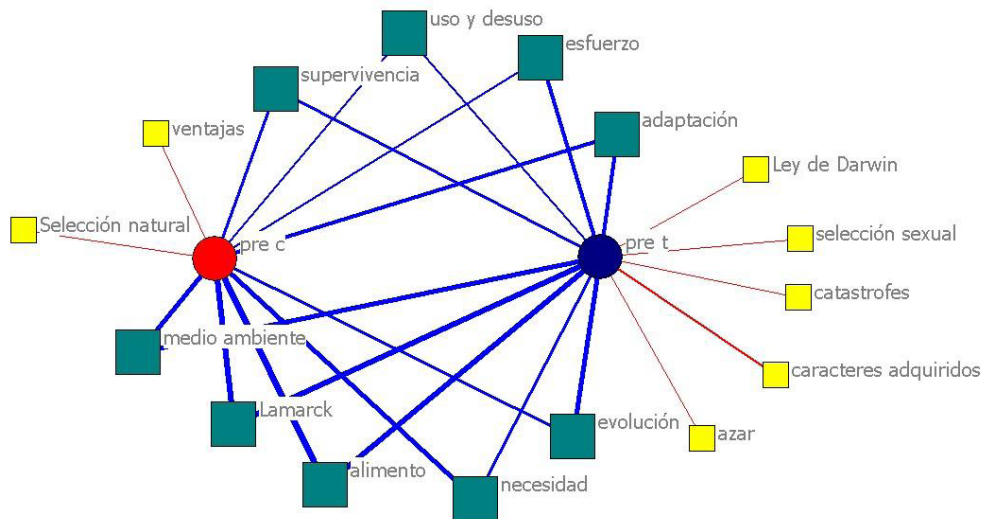 uso y desuso
esfuerzo
supervivencia
adaptación
ventajas
Ley de Darwin
Selección natural
selección sexual
pre c
pre t
catastrofes
medio ambiente
caracteres adquiridos
Lamarck
evolución
azar
alimento
necesidad